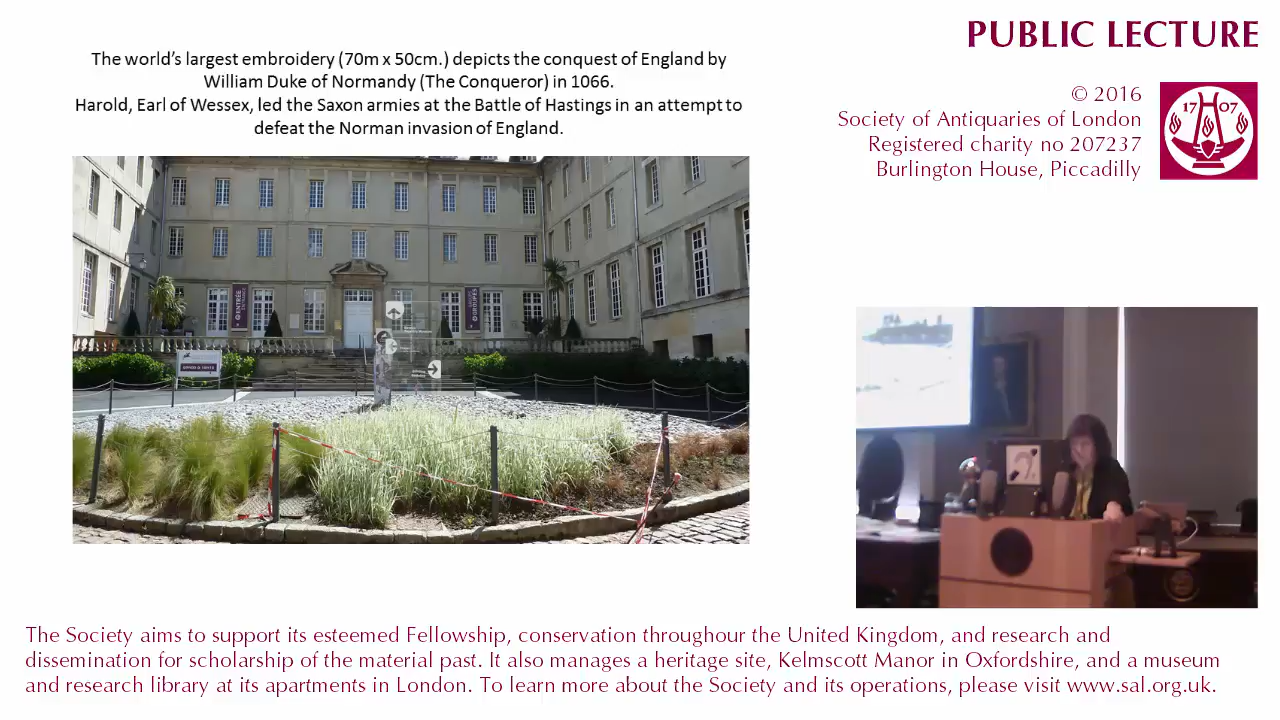 The world's largest embroidery (70m x 50cm.) depicts the conquest of England by
William Duke of Normandy (The Conqueror) in 1066.
Harold, Earl of Wessex, led the Saxon armies at the Battle of Hastings in an attempt to
defeat the Norman invasion of England.
PUBLIC LECTURE
© 2016
Society of Antiquaries of London
Registered charity no 207237
Burlington House, Piccadilly
17 07
ENTRÉE
GROUPES
The Society aims to support its esteemed Fellowship, conservation throughour the United Kingdom, and research and
dissemination for scholarship of the material past. It also manages a heritage site, Kelmscott Manor in Oxfordshire, and a museum
and research library at its apartments in London. To learn more about the Society and its operations, please visit www.sal.org.uk.